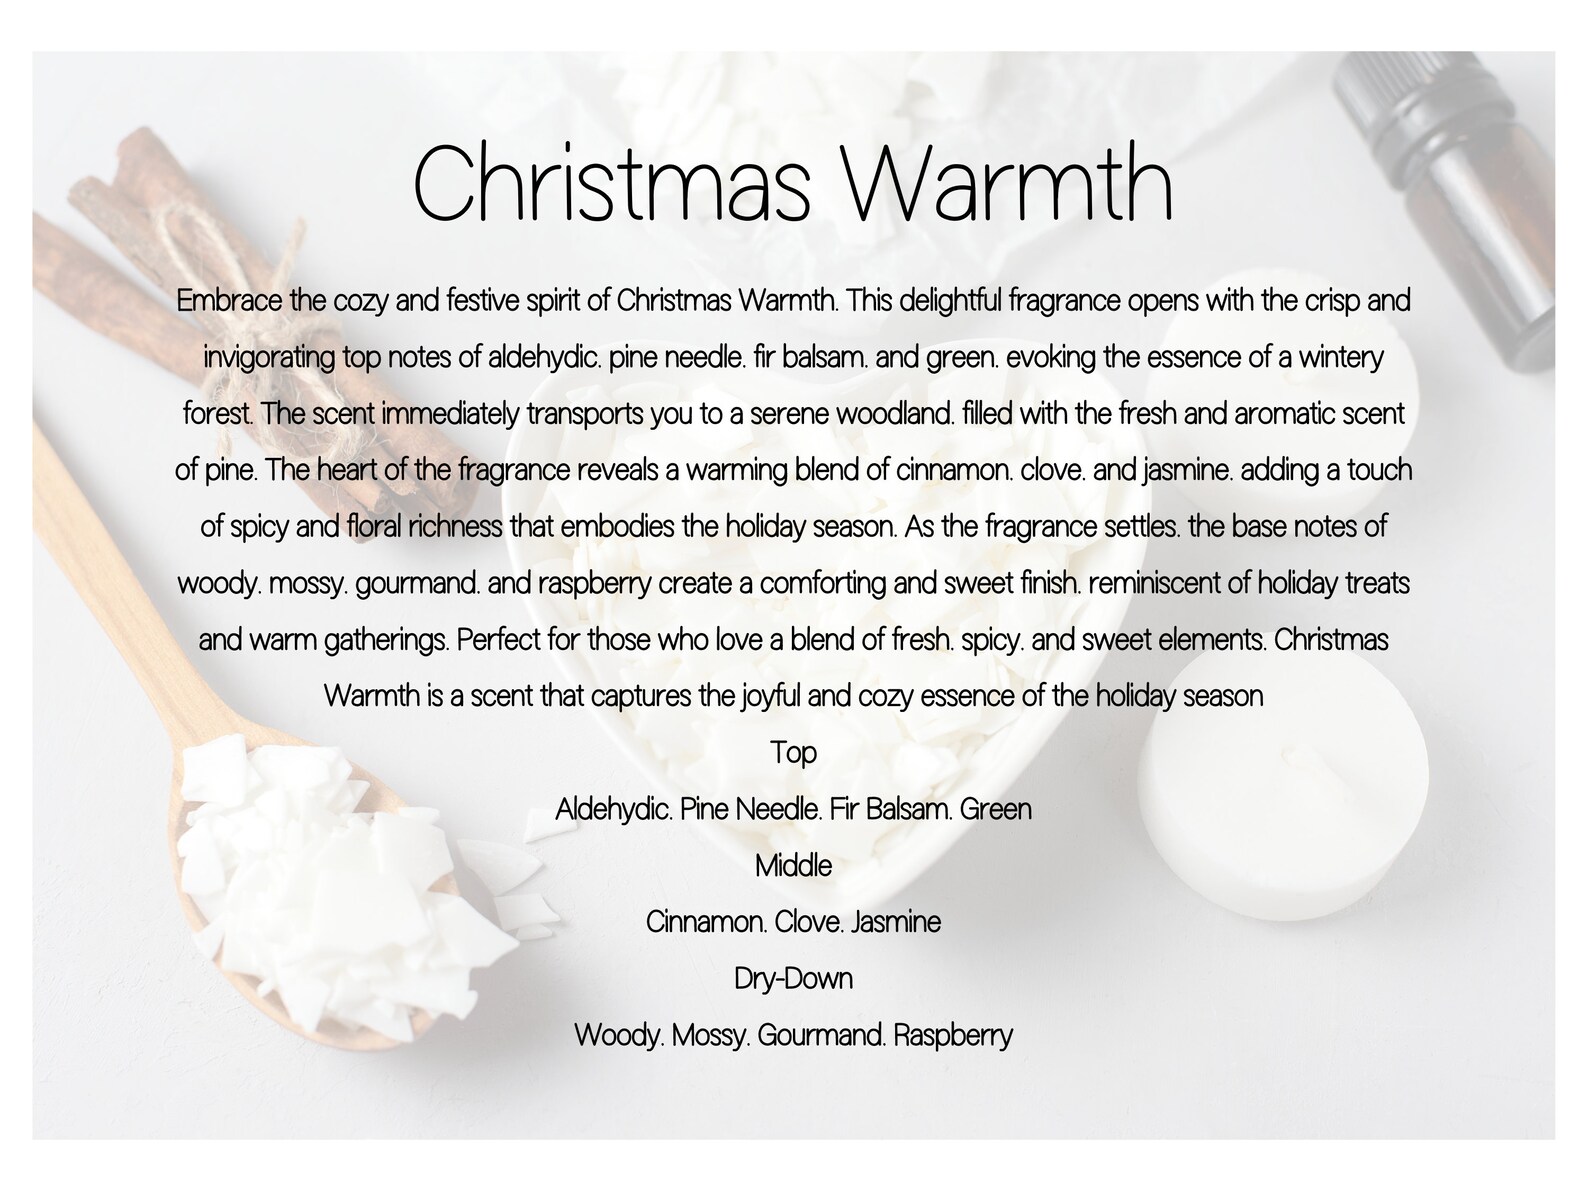 Christmas Warmth
Embrace the cozy and festive spirit of Christmas Warmth. This delightful fragrance opens with the crisp and
invigorating top notes of aldehydic. pine needle. fir balsam. and green. evoking the essence of a wintery
forest. The scent immediately transports you to a serene woodland. filled with the fresh and aromatic scent
of pine. The heart of the fragrance reveals a warming blend of cinnamon. clove. and jasmine. adding a touch
of spicy and floral richness that embodies the holiday season. As the fragrance settles. the base notes of
woody. mossy. gourmand. and raspberry create a comforting and sweet finish. reminiscent of holiday treats
and warm gatherings. Perfect for those who love a blend of fresh. spicy. and sweet elements. Christmas
Warmth is a scent that captures the joyful and cozy essence of the holiday season
Top
Aldehydic. Pine Needle. Fir Balsam. Green
Middle
Cinnamon. Clove. Jasmine
Dry-Down
Woody. Mossy. Gourmand. Raspberry